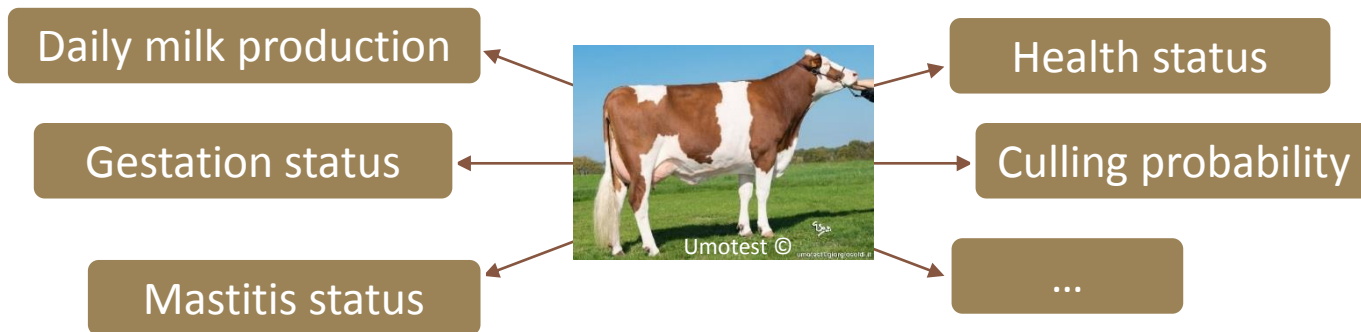 Daily milk production
Health status
Gestation status
Culling probability
Umotest ©
Mastitis status
...